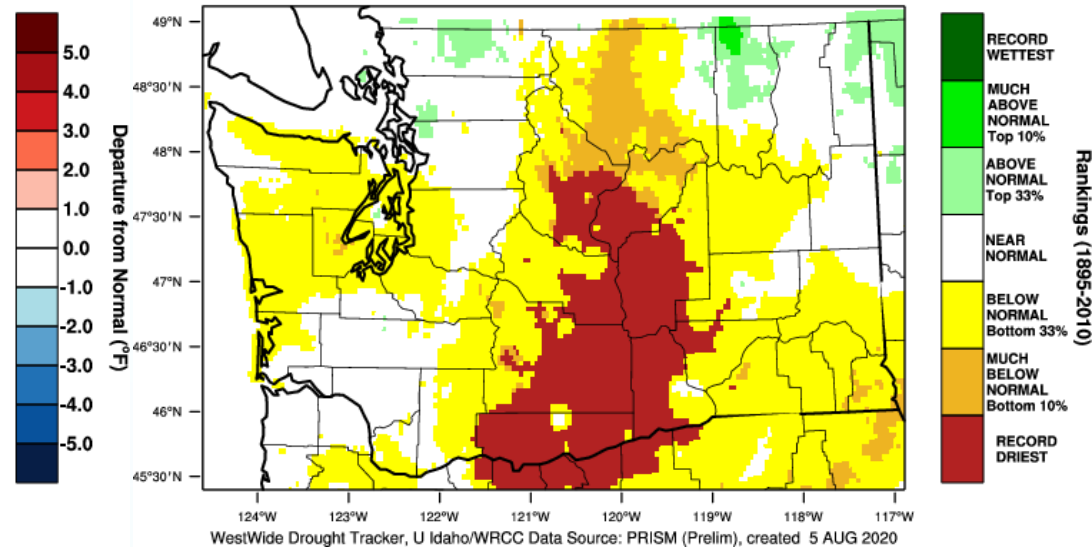 5.0
3.0
2.0
1.0
0.0
-1.0
-2.0
-3.0
-4.0
-5.0
Departure from Normal (°F)
49°N
48°30'N
48°N
47°30'N
47°N
46°30'N
46°N
45°30'N
124°W
123°W
122°W
121°W
120°W
119°W
118°W
117°W
WestWide Drought Tracker, U Idaho/WRCC Data Source: PRISM (Prelim), created 5 AUG 2020
RECORD
WETTEST
MUCH
ABOVE
NORMAL
Top 10%
ABOVE
NORMAL
Top 33%
NEAR
NORMAL
BELOW
NORMAL
Bottom 33%
MUCH
BELOW
NORMAL
Bottom 10%
RECORD
DRIEST
Rankings (1895-2010)